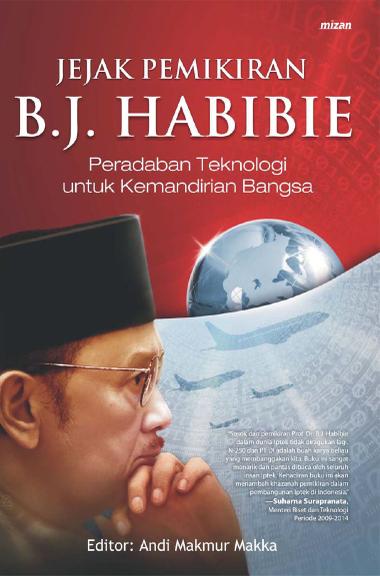 mizan
JEJAK PEMIKIRAN
B.J. HABIBIE
Peradaban Teknologi
untuk Kemandirian Bangsa
"Sosok dan pemikiran Prof. Dr. B.J. Habibie
dalam dunia iptek tidak diragukan lagi.
N-250 dan PT DI adalah buah karya beliau
yang membanggakan kita. Buku ini sangat
menarik dan pantas dibaca oleh seluruh
insan iptek. Kehadiran buku ini akan
menambah khazanah pemikiran dalam
pembangunan iptek di Indonesia."
—Suharna Surapranata,
Menteri Riset dan Teknologi
Periode 2009-2014
Editor: Andi Makmur Makka